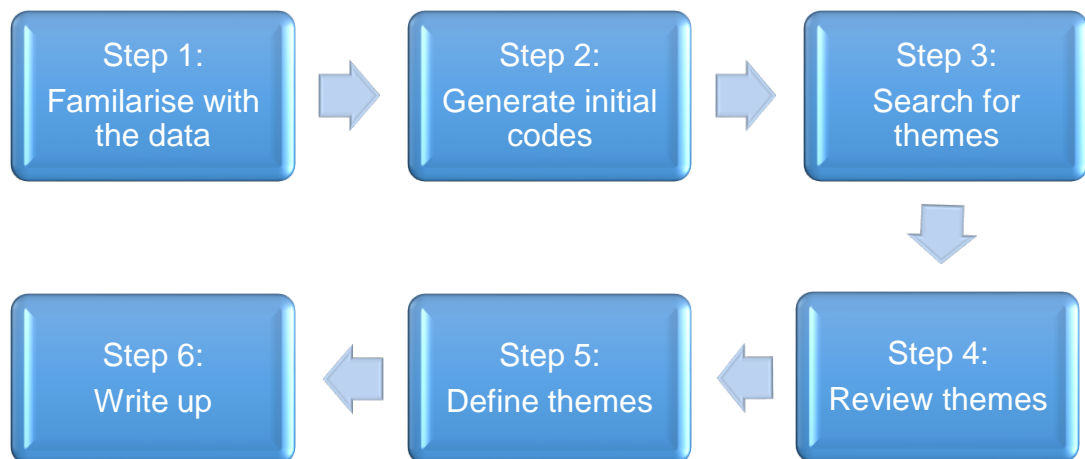 Step 1:
Familarise with
the data
Step 2:
Generate initial
codes
Step 3:
Search for
themes
Step 4:
Review themes
Step 5:
Define themes
Step 6:
Write up